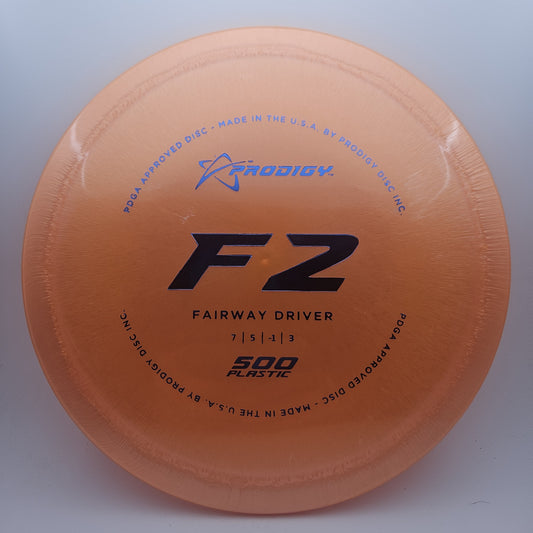 PDGA APPROVED DISC - MADE IN THE U.S.A. BY PRODIGY DISC INC.
PRODIGY™
F2
FAIRWAY DRIVER
7 | 5 | -1 | 3
500
PLASTIC
PDGA APPROVED DISC - MADE IN THE U.S.A. BY PRODIGY DISC INC.